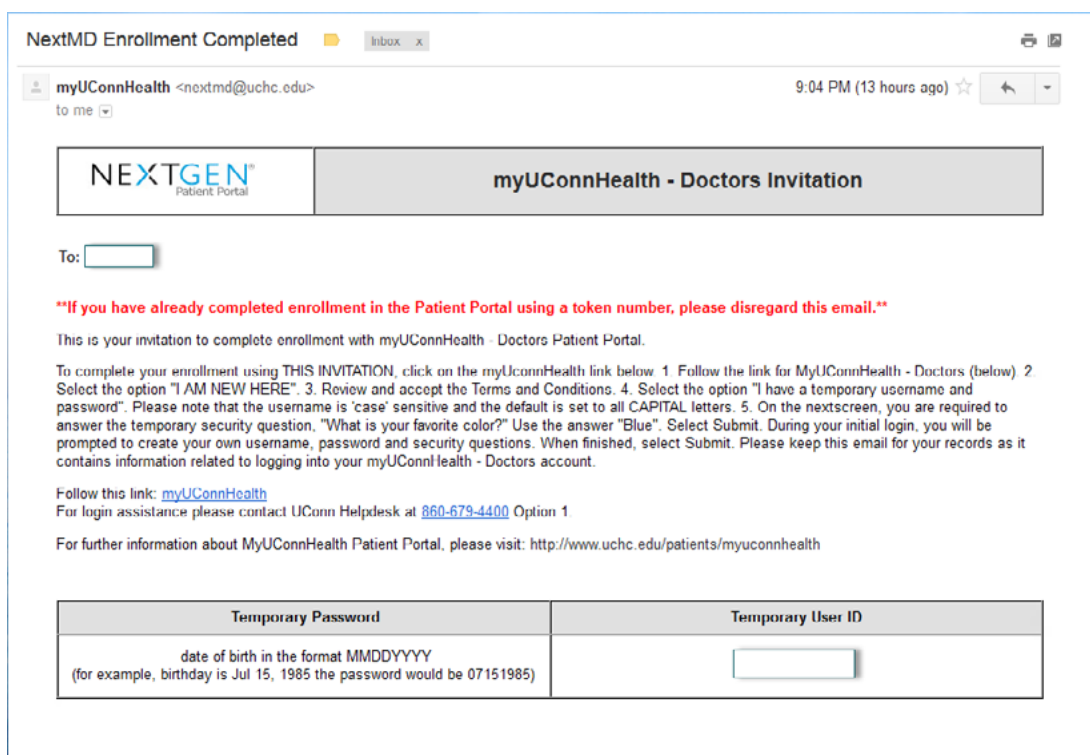 NextMD Enrollment Completed
Inbox x
myUConnHealth <nextmd@uchc.edu>
9:04 PM (13 hours ago)
to me
NEXTGEN®
Patient Portal
myUConnHealth - Doctors Invitation
To:
**If you have already completed enrollment in the Patient Portal using a token number, please disregard this email.**
This is your invitation to complete enrollment with myUConnHealth - Doctors Patient Portal.
To complete your enrollment using THIS INVITATION, click on the myUconnHealth link below. 1. Follow the link for MyUConnHealth - Doctors (below). 2.
Select the option "I AM NEW HERE". 3. Review and accept the Terms and Conditions. 4. Select the option "I have a temporary username and
password". Please note that the username is 'case' sensitive and the default is set to all CAPITAL letters. 5. On the nextscreen, you are required to
answer the temporary security question, "What is your favorite color?" Use the answer "Blue". Select Submit. During your initial login, you will be
prompted to create your own username, password and security questions. When finished, select Submit. Please keep this email for your records as it
contains information related to logging into your myUConnHealth - Doctors account.
Follow this link: myUConnHealth
For login assistance please contact UConn Helpdesk at 860-679-4400 Option 1.
For further information about MyUConnHealth Patient Portal, please visit: http://www.uchc.edu/patients/myuconnhealth
Temporary Password
Temporary User ID
date of birth in the format MMDDYYYY
(for example, birthday is Jul 15, 1985 the password would be 07151985)